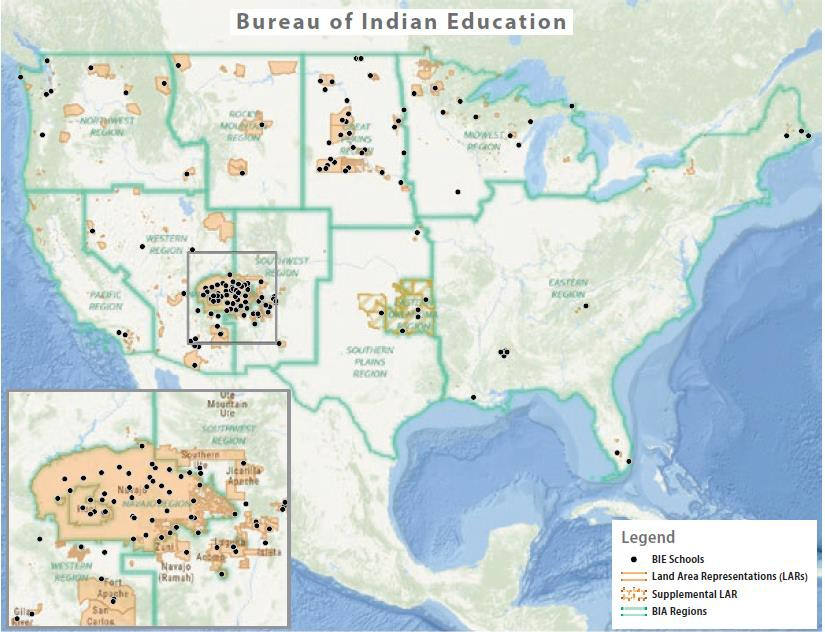 Bureau of Indian Education
NORTHWEST
REGION
ROCKY
MOUNTAIN
REGION
GREAT
PLAINS
REGION
MIDWEST
REGION
WESTERN
REGION
SOUTHWEST
REGION
PACIFIC
REGION
EASTERN
REGION
EASTERN
OKLAHOMA
REGION
SOUTHERN
PLAINS
REGION
Ute
Mountain
Ute
SOUTHWEST
REGION
Southern
Ute
Jicarilla
Apache
Navajo
NAVAJO REGION
Zuni
Laguna
Acoma
Isleta
Navajo
(Ramah)
WESTERN
REGION
Fort
Apache
San
Carlos
Gila
River
Legend
BIE Schools
Land Area Representations (LARs)
Supplemental LAR
BIA Regions